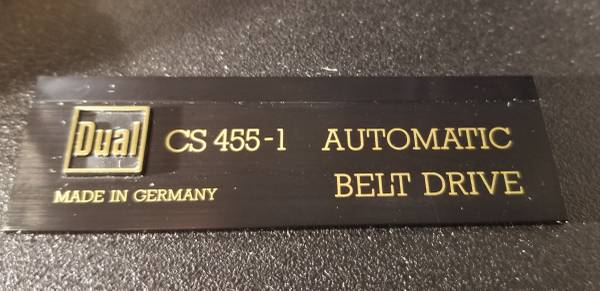 Dual CS 455-1 AUTOMATIC
MADE IN GERMANY BELT DRIVE